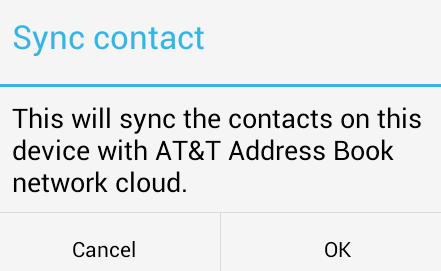 Sync contact
This will sync the contacts on this
device with AT&T Address Book
network cloud.
Cancel
OK